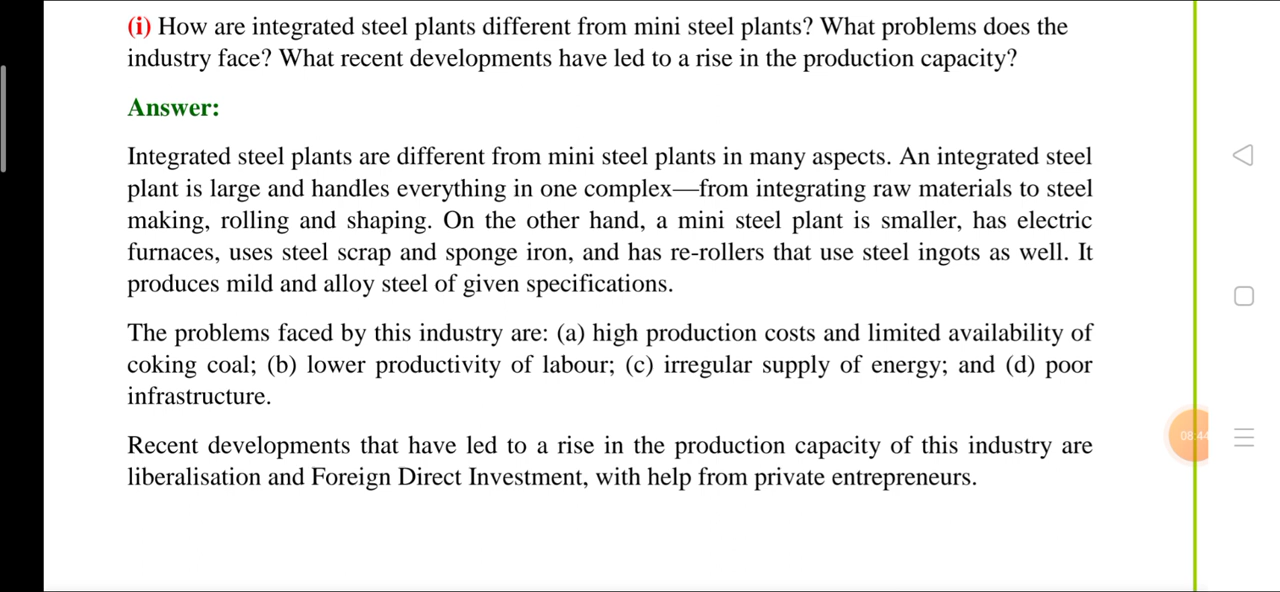 (i) How are integrated steel plants different from mini steel plants? What problems does the
industry face? What recent developments have led to a rise in the production capacity?
Answer:
Integrated steel plants are different from mini steel plants in many aspects. An integrated steel
plant is large and handles everything in one complex—from integrating raw materials to steel
making, rolling and shaping. On the other hand, a mini steel plant is smaller, has electric
furnaces, uses steel scrap and sponge iron, and has re-rollers that use steel ingots as well. It
produces mild and alloy steel of given specifications.
The problems faced by this industry are: (a) high production costs and limited availability of
coking coal; (b) lower productivity of labour; (c) irregular supply of energy; and (d) poor
infrastructure.
Recent developments that have led to a rise in the production capacity of this industry are
liberalisation and Foreign Direct Investment, with help from private entrepreneurs.
08:44